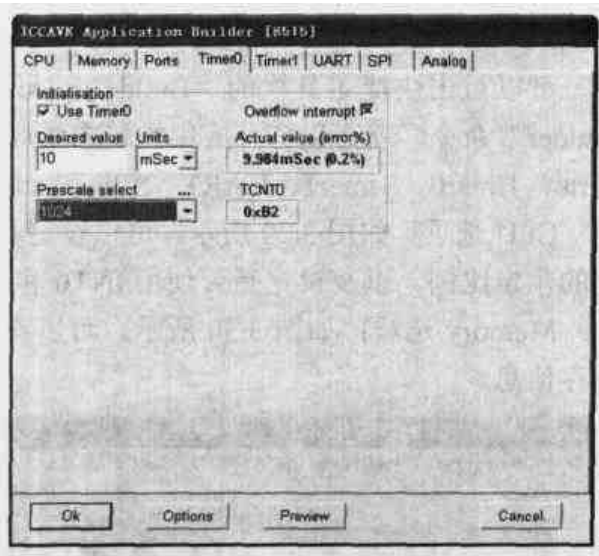 ICCAVR Application Builder [8515]
CPU Memory Ports Timer0 Timer1 UART SPI Analog
Initialisation
Use Timer0 Overflow interrupt
Desired value Units Actual value (error%)
10 mSec 9.984mSec (0.2%)
Prescale select ... TCNT0
1024 0xB2
Ok Options Preview Cancel